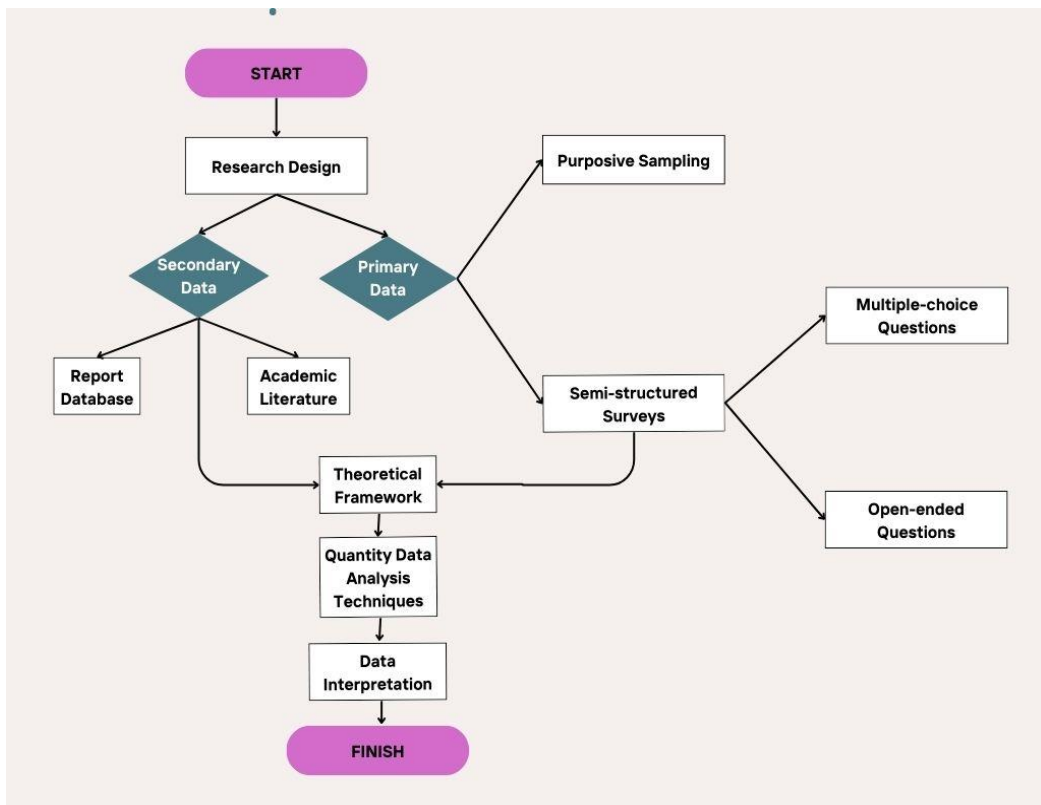 START
Research Design
Purposive Sampling
Secondary
Data
Primary
Data
Multiple-choice
Questions
Report
Database
Academic
Literature
Semi-structured
Surveys
Theoretical
Framework
Open-ended
Questions
Quantity Data
Analysis
Techniques
Data
Interpretation
FINISH